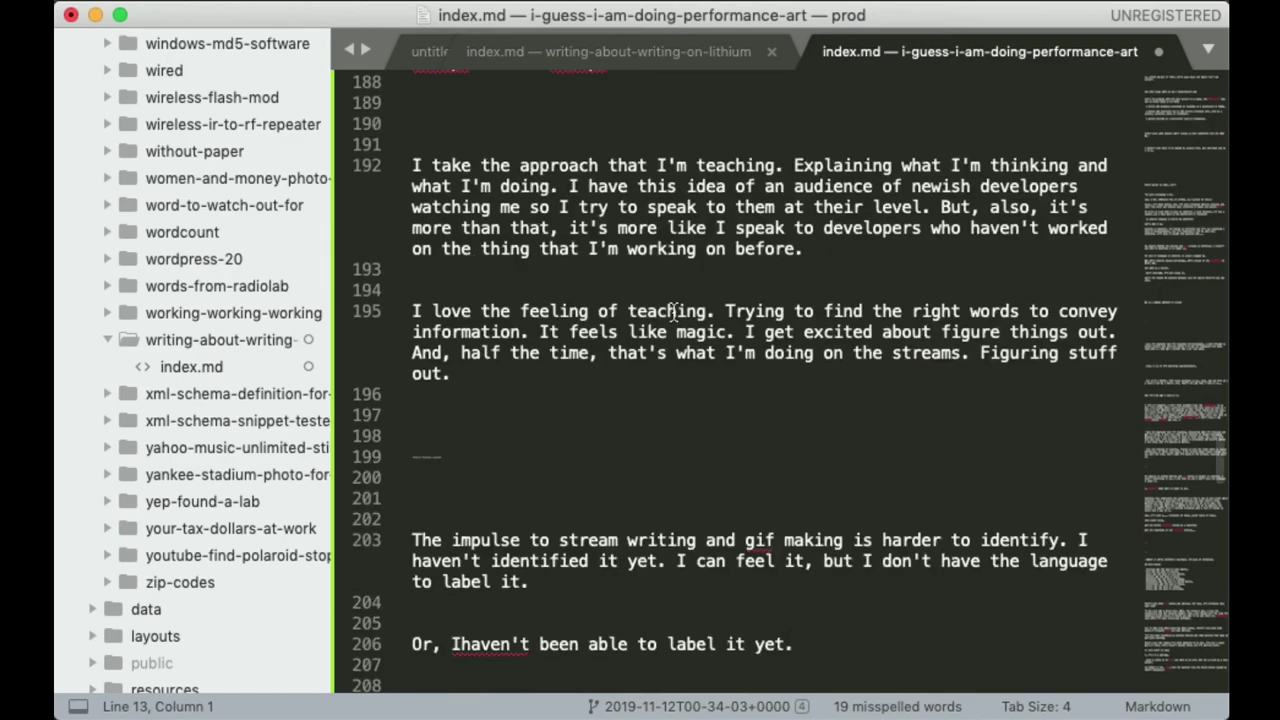 index.md — i-guess-i-am-doing-performance-art — prod
UNREGISTERED
windows-md5-software
wired
wireless-flash-mod
wireless-ir-to-rf-repeater
without-paper
women-and-money-photo-
word-to-watch-out-for
wordcount
wordpress-20
words-from-radiolab
working-working-working
writing-about-writing-
<> index.md
xml-schema-definition-for-
xml-schema-snippet-teste
yahoo-music-unlimited-sti
yankee-stadium-photo-for-
yep-found-a-lab
your-tax-dollars-at-work
youtube-find-polaroid-stop
zip-codes
data
layouts
public
resources
untitle
index.md — writing-about-writing-on-lithium ×
index.md — i-guess-i-am-doing-performance-art
188
189
190
191
192 I take the approach that I'm teaching. Explaining what I'm thinking and
what I'm doing. I have this idea of an audience of newish developers
watching me so I try to speak to them at their level. But, also, it's
more than that, it's more like I speak to developers who haven't worked
on the thing that I'm working on before.
193
194
195 I love the feeling of teaching. Trying to find the right words to convey
information. It feels like magic. I get excited about figure things out.
And, half the time, that's what I'm doing on the streams. Figuring stuff
out.
196
197
198
199
200
201
202
203 The impulse to stream writing and gif making is harder to identify. I
haven't identified it yet. I can feel it, but I don't have the language
to label it.
204
205
206 Or, Ihaven't been able to label it yet.
207
208
Line 13, Column 1
2019-11-12T00-34-03+0000 4
19 misspelled words
Tab Size: 4
Markdown